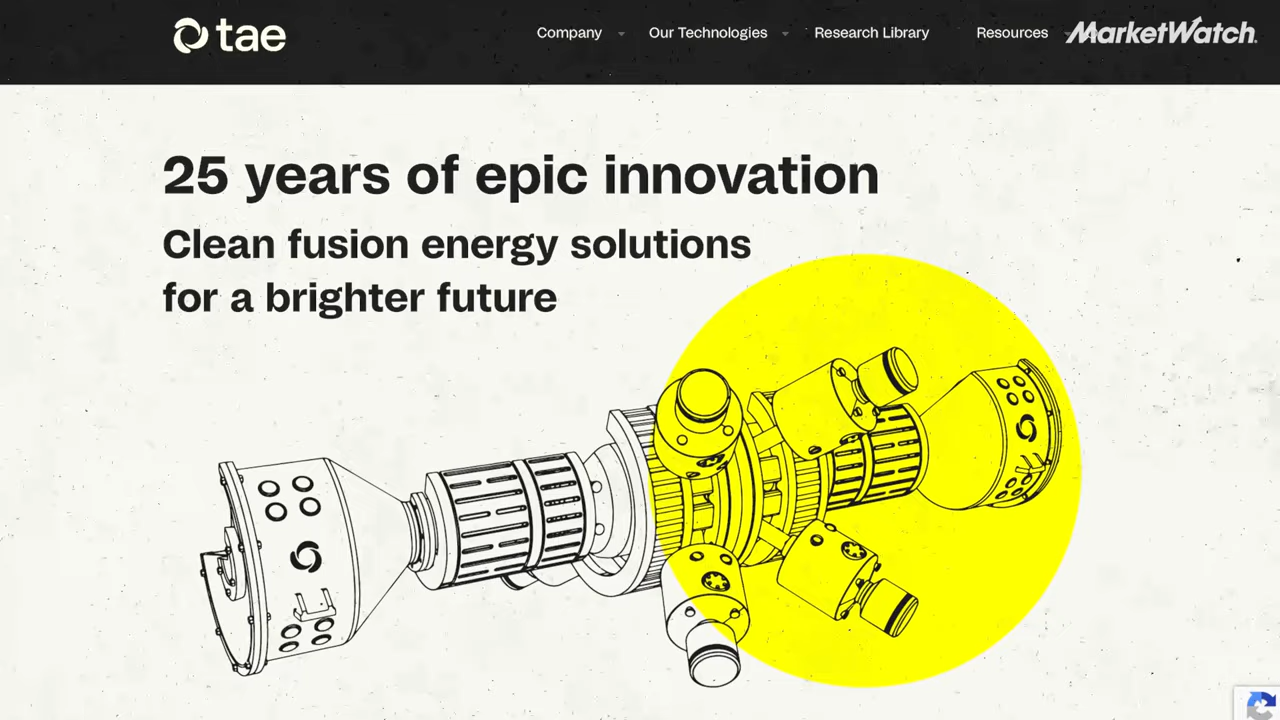 tae
Company
Our Technologies
Research Library
Resources
MarketWatch
25 years of epic innovation
Clean fusion energy solutions
for a brighter future